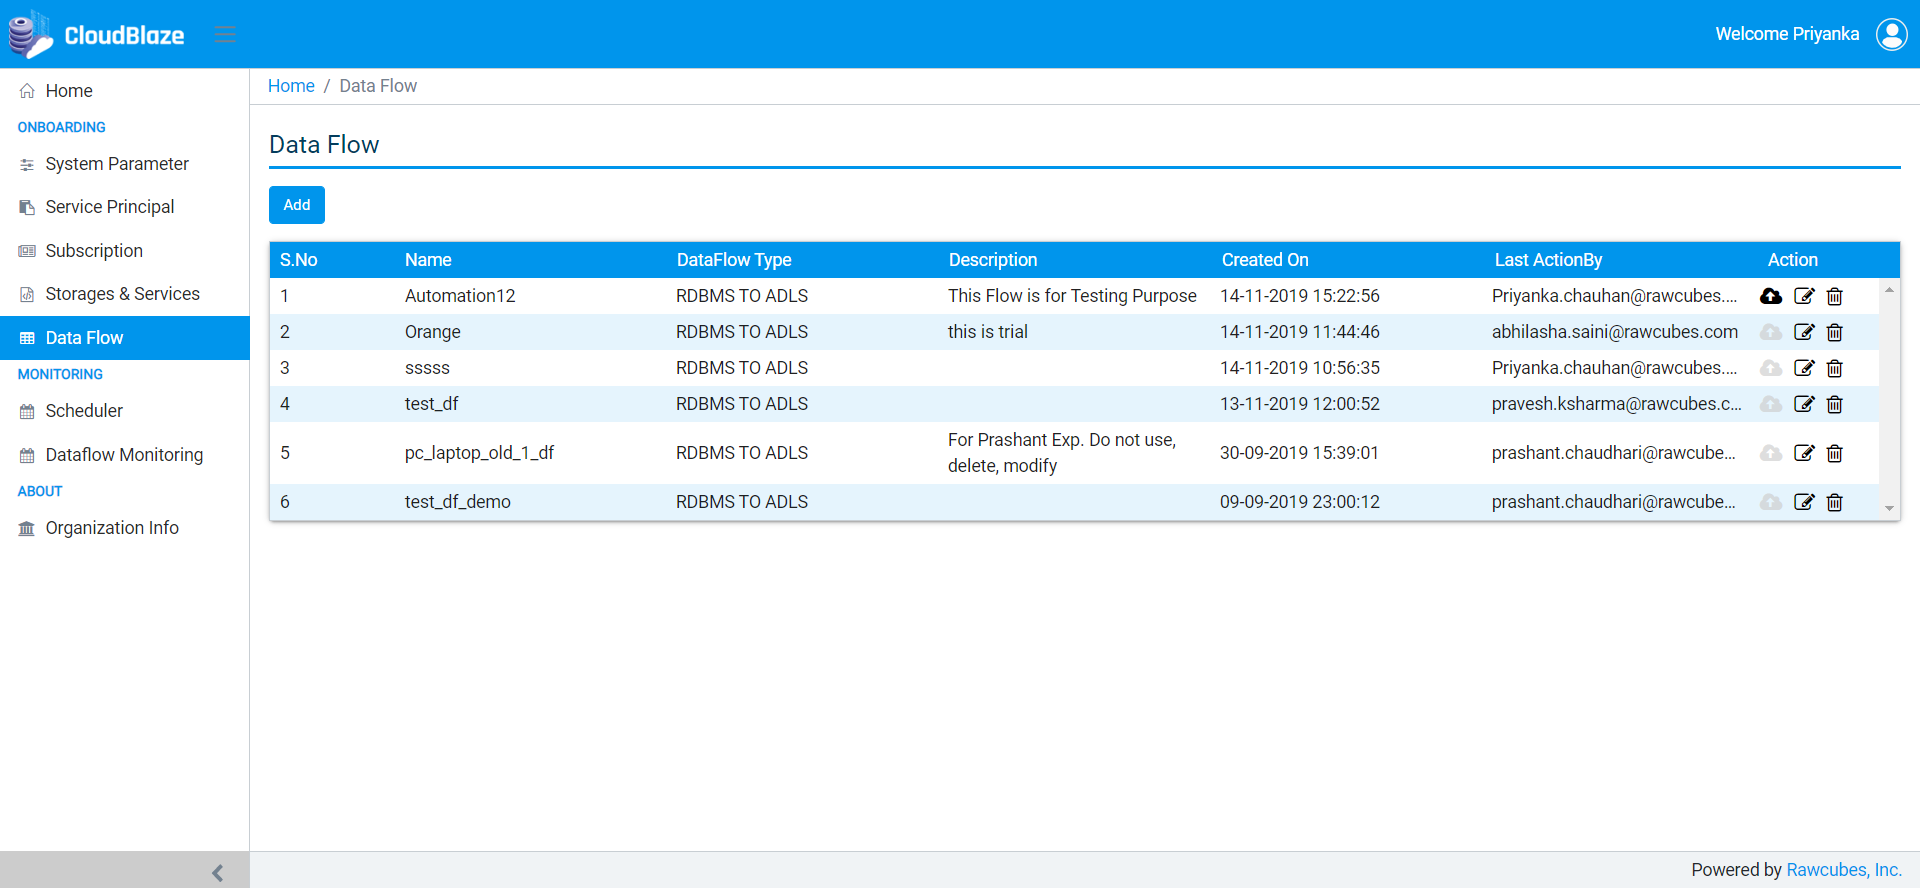 CloudBlaze
Welcome Priyanka
Home
ONBOARDING
System Parameter
Service Principal
Subscription
Storages & Services
Data Flow
MONITORING
Scheduler
Dataflow Monitoring
ABOUT
Organization Info
Home / Data Flow
Data Flow
Add
S.No Name DataFlow Type Description Created On Last ActionBy Action
1 Automation12 RDBMS TO ADLS This Flow is for Testing Purpose 14-11-2019 15:22:56 Priyanka.chauhan@rawcubes....
2 Orange RDBMS TO ADLS this is trial 14-11-2019 11:44:46 abhilasha.saini@rawcubes.com
3 sssss RDBMS TO ADLS 14-11-2019 10:56:35 Priyanka.chauhan@rawcubes....
4 test_df RDBMS TO ADLS 13-11-2019 12:00:52 pravesh.ksharma@rawcubes.c...
5 pc_laptop_old_1_df RDBMS TO ADLS For Prashant Exp. Do not use, 30-09-2019 15:39:01 prashant.chaudhari@rawcube...
delete, modify
6 test_df_demo RDBMS TO ADLS 09-09-2019 23:00:12 prashant.chaudhari@rawcube...
Powered by Rawcubes, Inc.